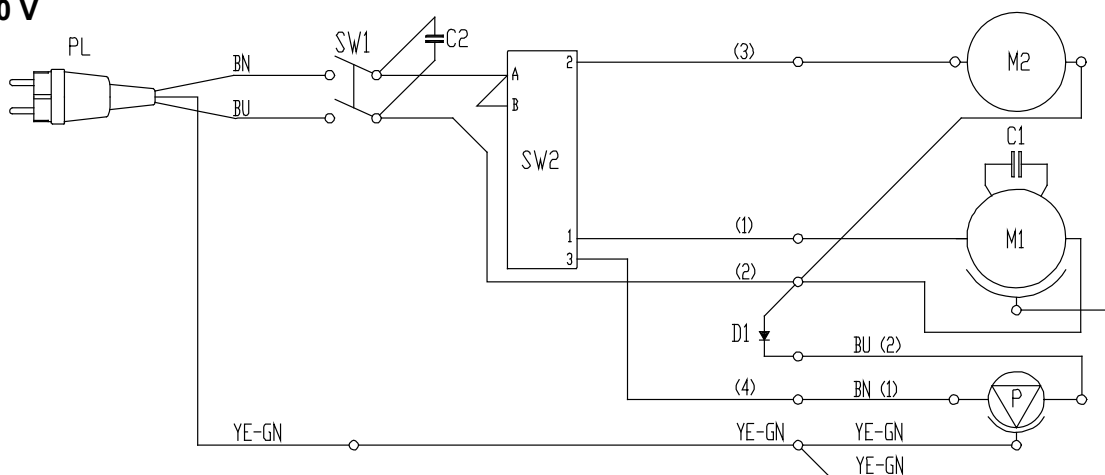 0 V
PL
BN
BU
SW1
C2
A
B
2
SW2
1
3
(3)
M2
C1
(1)
M1
(2)
D1
BU (2)
(4)
BN (1)
P
YE-GN
YE-GN
YE-GN
YE-GN